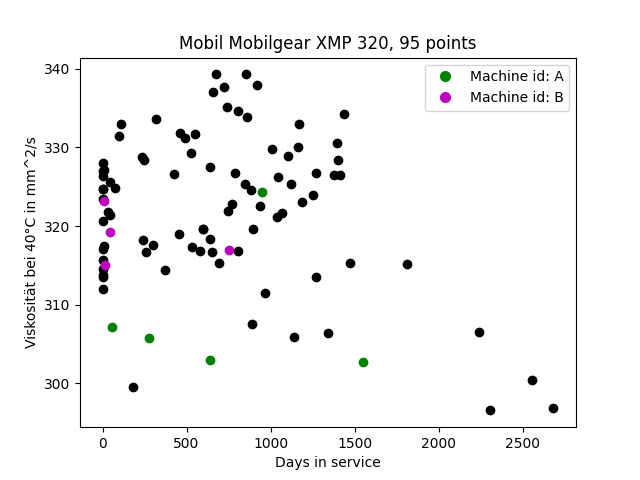 Mobil Mobilgear XMP 320, 95 points
Machine id: A
Machine id: B
340
330
320
310
300
Viskosität bei 40°C in mm^2/s
0
500
1000
1500
2000
2500
Days in service